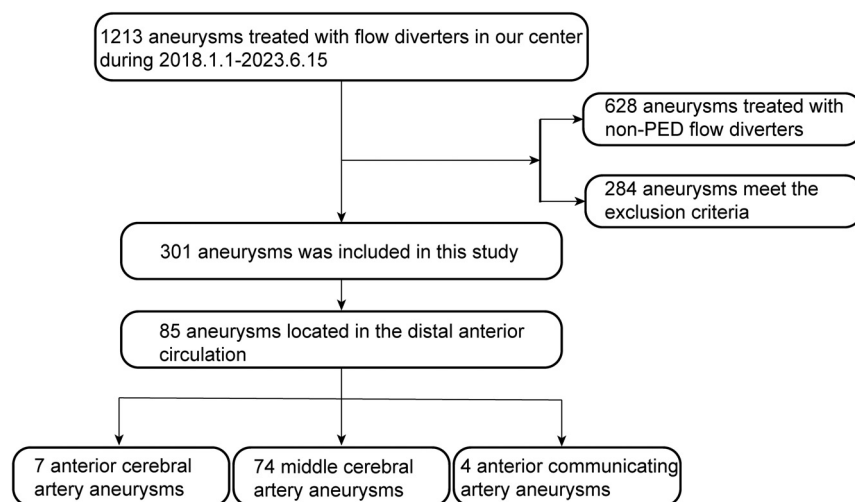 1213 aneurysms treated with flow diverters in our center
during 2018.1.1-2023.6.15
628 aneurysms treated with
non-PED flow diverters
284 aneurysms meet the
exclusion criteria
301 aneurysms was included in this study
85 aneurysms located in the distal anterior
circulation
7 anterior cerebral
artery aneurysms
74 middle cerebral
artery aneurysms
4 anterior communicating
artery aneurysms